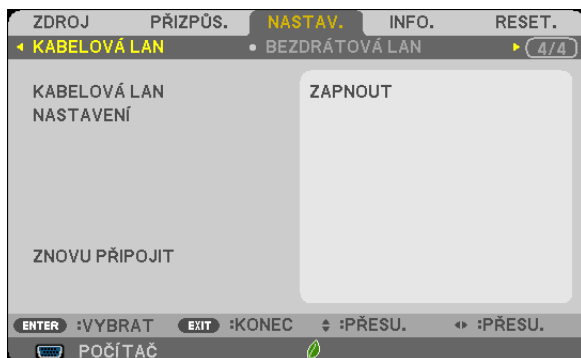 ZDROJ PŘIZPŮS. NASTAV. INFO. RESET.
KABELOVÁ LAN BEZDRÁTOVÁ LAN 4/4
KABELOVÁ LAN ZAPNOUT
NASTAVENÍ
ZNOVU PŘIPOJIT
ENTER :VYBRAT EXIT :KONEC :PŘESU. :PŘESU.
POČÍTAČ